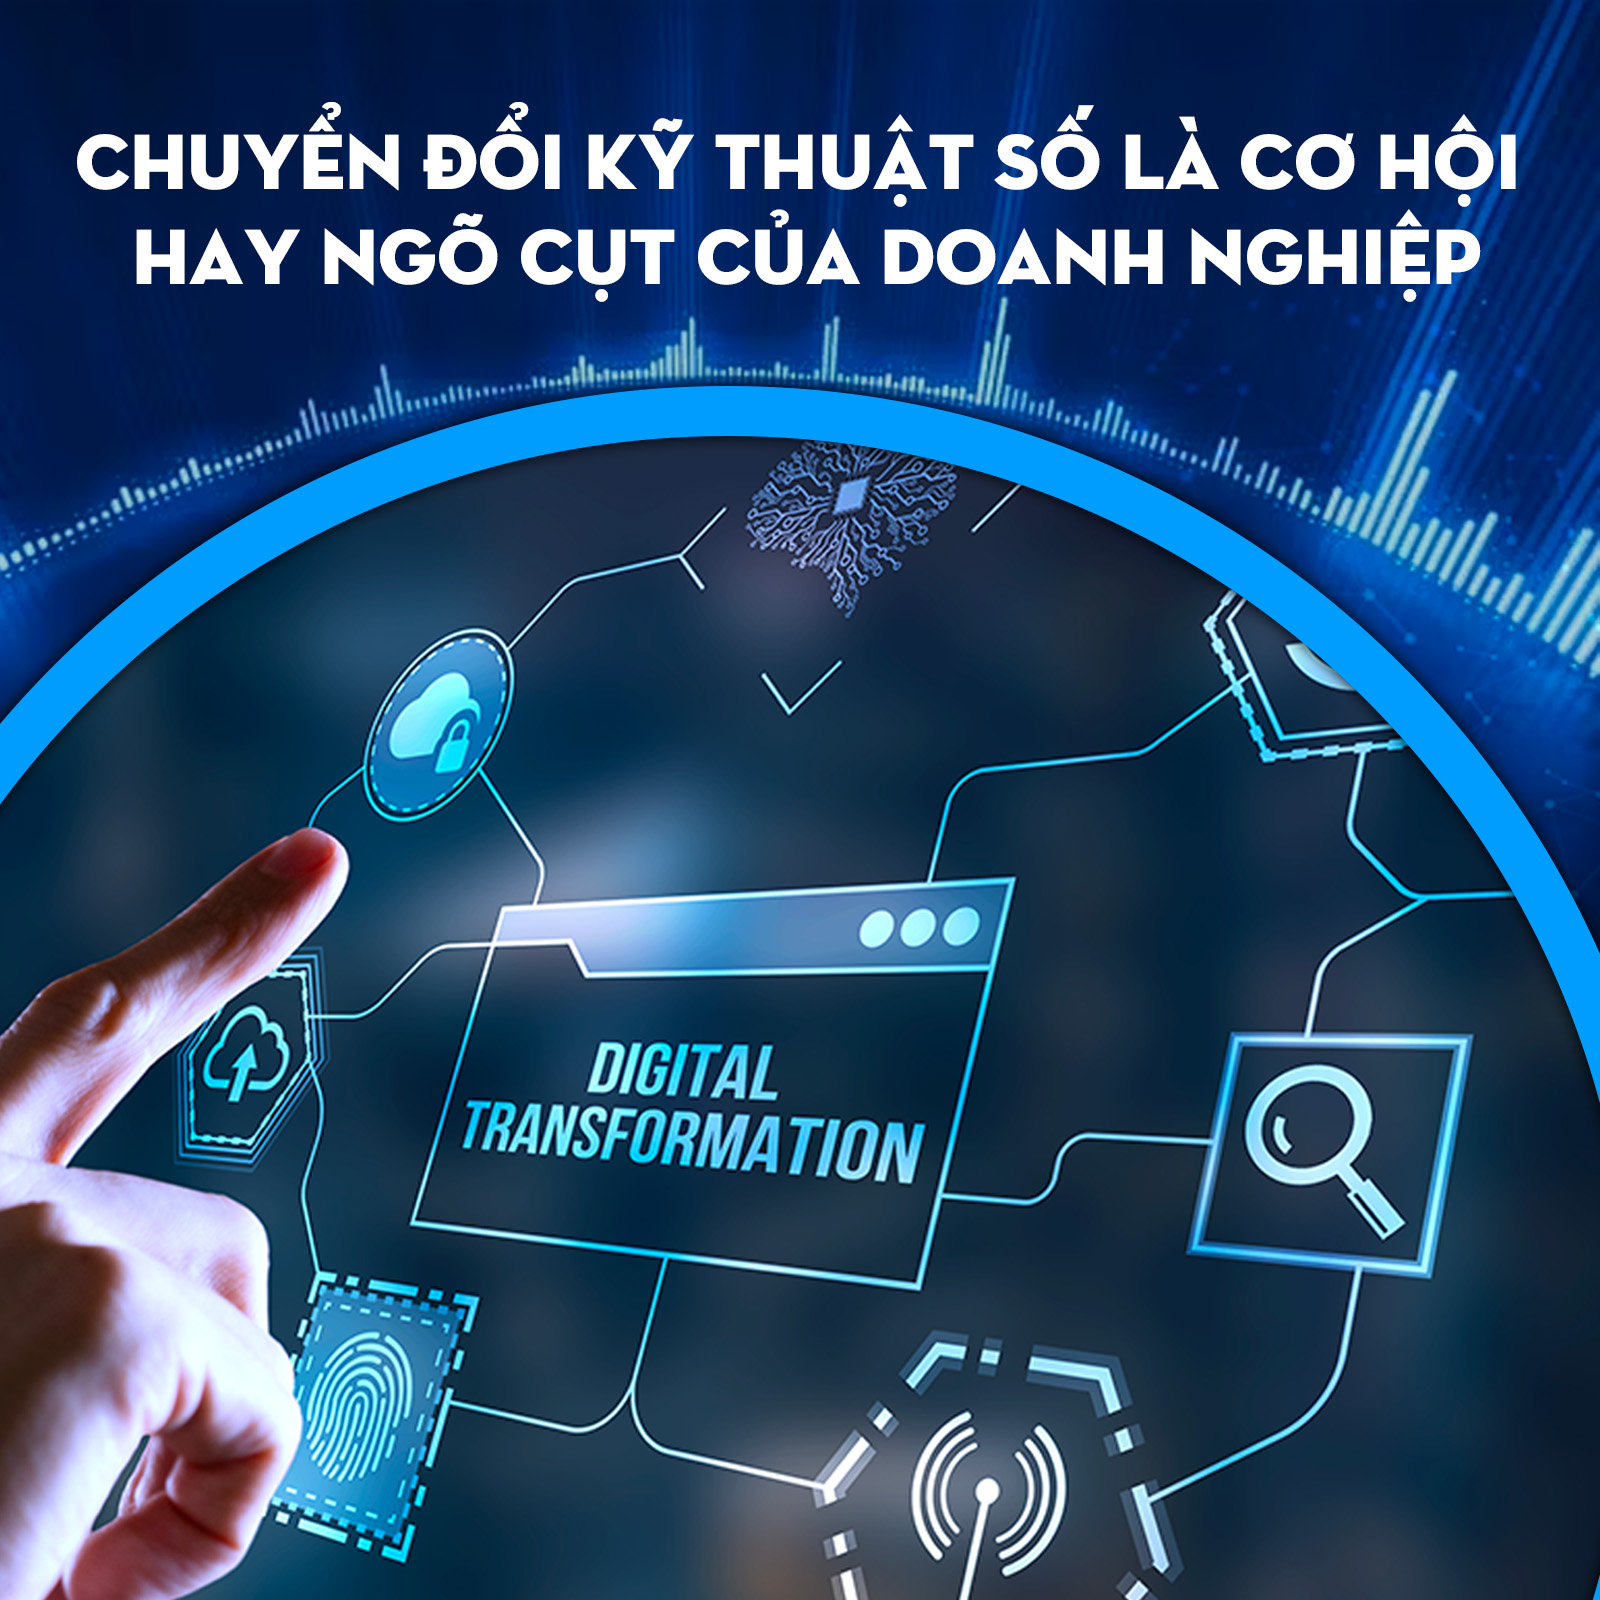 CHUYỂN ĐỔI KỸ THUẬT SỐ LÀ CƠ HỘI
HAY NGÕ CỤT CỦA DOANH NGHIỆP
DIGITAL
TRANSFORMATION